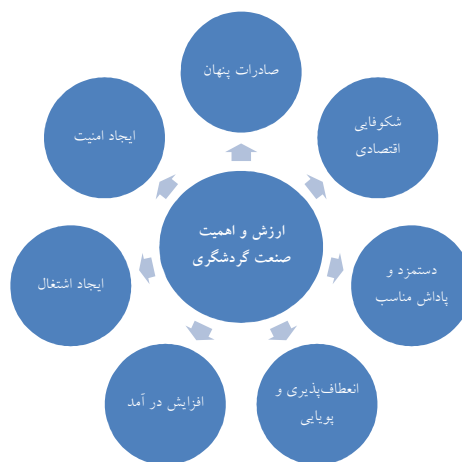 صادرات پنهان
شکوفایی
اقتصادی
ایجاد امنیت
ارزش و اهمیت
صنعت گردشگری
دستمزد و
پاداش مناسب
ایجاد اشتغال
انعطاف‌پذیری و
پویایی
افزایش در آمد